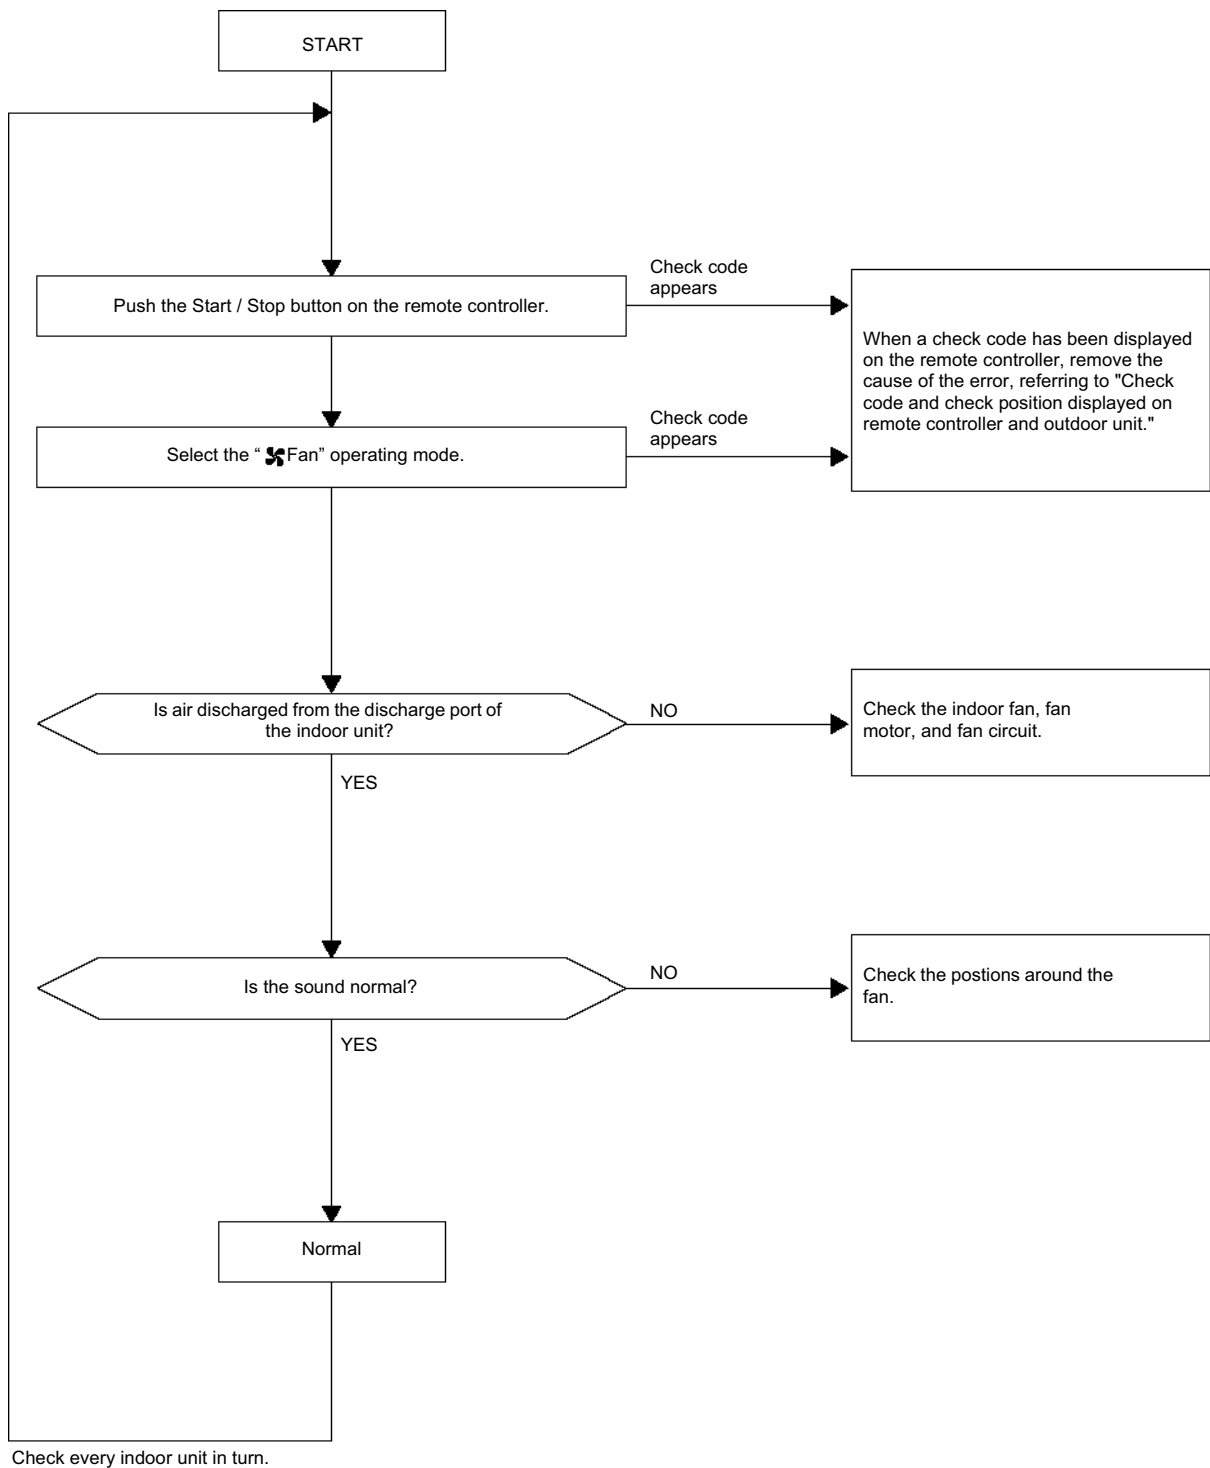 START
Check code
appears
Push the Start / Stop button on the remote controller.
When a check code has been displayed
on the remote controller, remove the
cause of the error, referring to "Check
code and check position displayed on
remote controller and outdoor unit."
Check code
appears
Select the “ Fan” operating mode.
Is air discharged from the discharge port of
the indoor unit?
NO
Check the indoor fan, fan
motor, and fan circuit.
YES
Is the sound normal?
NO
Check the postions around the
fan.
YES
Normal
Check every indoor unit in turn.